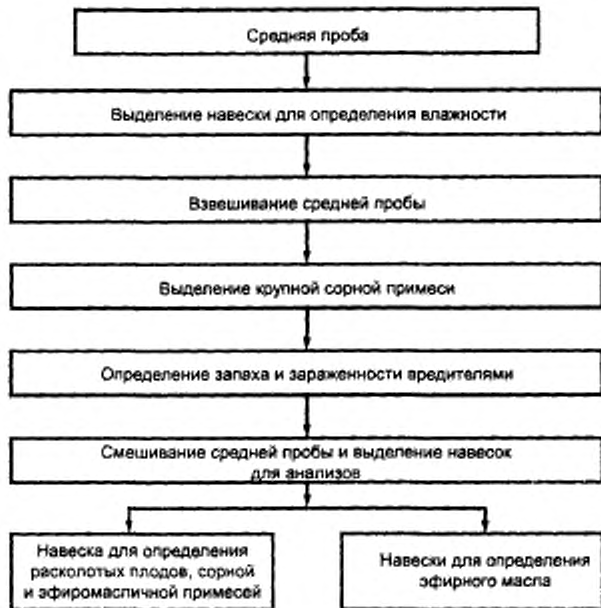 Средняя проба
Выделение навески для определения влажности
Взвешивание средней пробы
Выделение крупной сорной примеси
Определение запаха и зараженности вредителями
Смешивание средней пробы и выделение навесок
для анализов
Навеска для определения
расколотых плодов, сорной
и эфиромасличной примесей
Навески для определения
эфирного масла